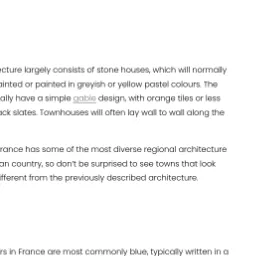 cture largely consists of stone houses, which will normally
ainted or painted in greyish or yellow pastel colours. The
ally have a simple gable design, with orange tiles or less
ack slates. Townhouses will often lay wall to wall along the
rance has some of the most diverse regional architecture
an country, so don't be surprised to see towns that look
ifferent from the previously described architecture.
rs in France are most commonly blue, typically written in a